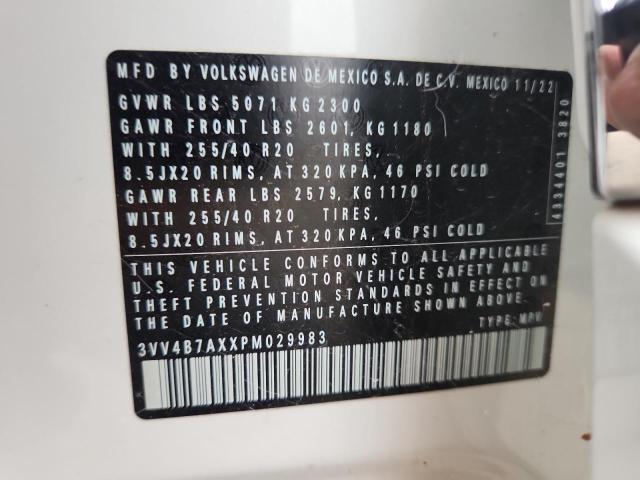 MFD BY VOLKSWAGEN DE MEXICO S.A. DE C.V. MEXICO 11/22
GVWR LBS 5071 KG 2300
GAWR FRONT LBS 2601, KG 1180
WITH 255/40 R20 TIRES,
8.5JX20 RIMS, AT 320 KPA, 46 PSI COLD
GAWR REAR LBS 2579, KG 1170
WITH 255/40 R20 TIRES,
8.5JX20 RIMS, AT 320 KPA, 46 PSI COLD
THIS VEHICLE CONFORMS TO ALL APPLICABLE
U.S. FEDERAL MOTOR VEHICLE SAFETY AND
THEFT PREVENTION STANDARDS IN EFFECT ON
THE DATE OF MANUFACTURE SHOWN ABOVE.
TYPE: MPV
3VV4B7AXXPM029983
4334401 3820